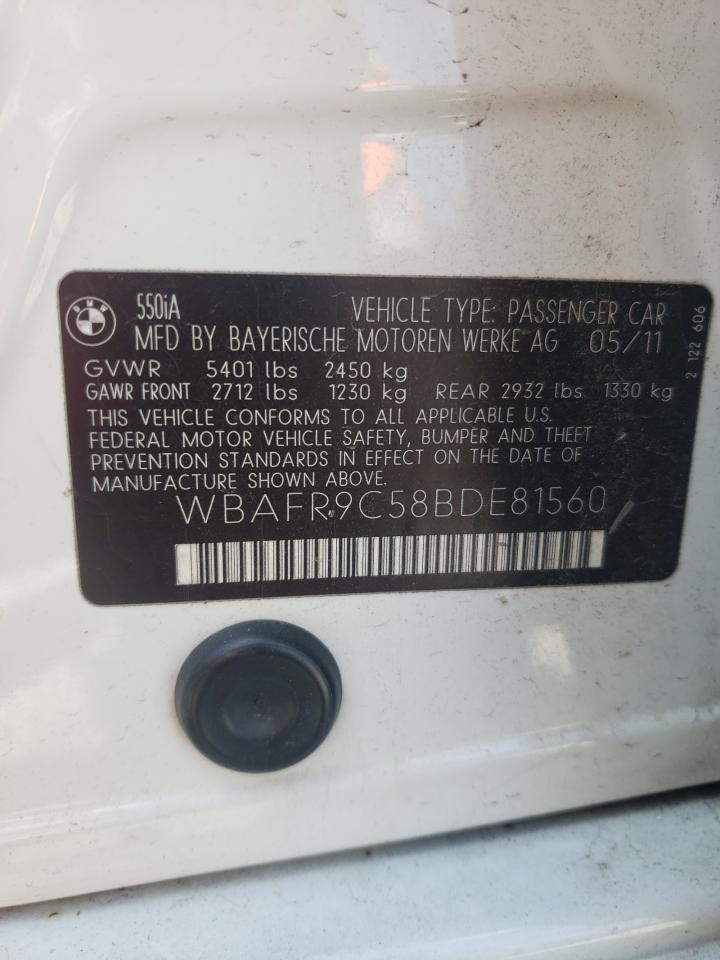 BMW
550iA VEHICLE TYPE: PASSENGER CAR
MFD BY BAYERISCHE MOTOREN WERKE AG 05/11
GVWR 5401 lbs 2450 kg
GAWR FRONT 2712 lbs 1230 kg REAR 2932 lbs 1330 kg
THIS VEHICLE CONFORMS TO ALL APPLICABLE U.S.
FEDERAL MOTOR VEHICLE SAFETY, BUMPER AND THEFT
PREVENTION STANDARDS IN EFFECT ON THE DATE OF
MANUFACTURE SHOWN ABOVE.
WBAFR9C58BDE81560
2 122 606